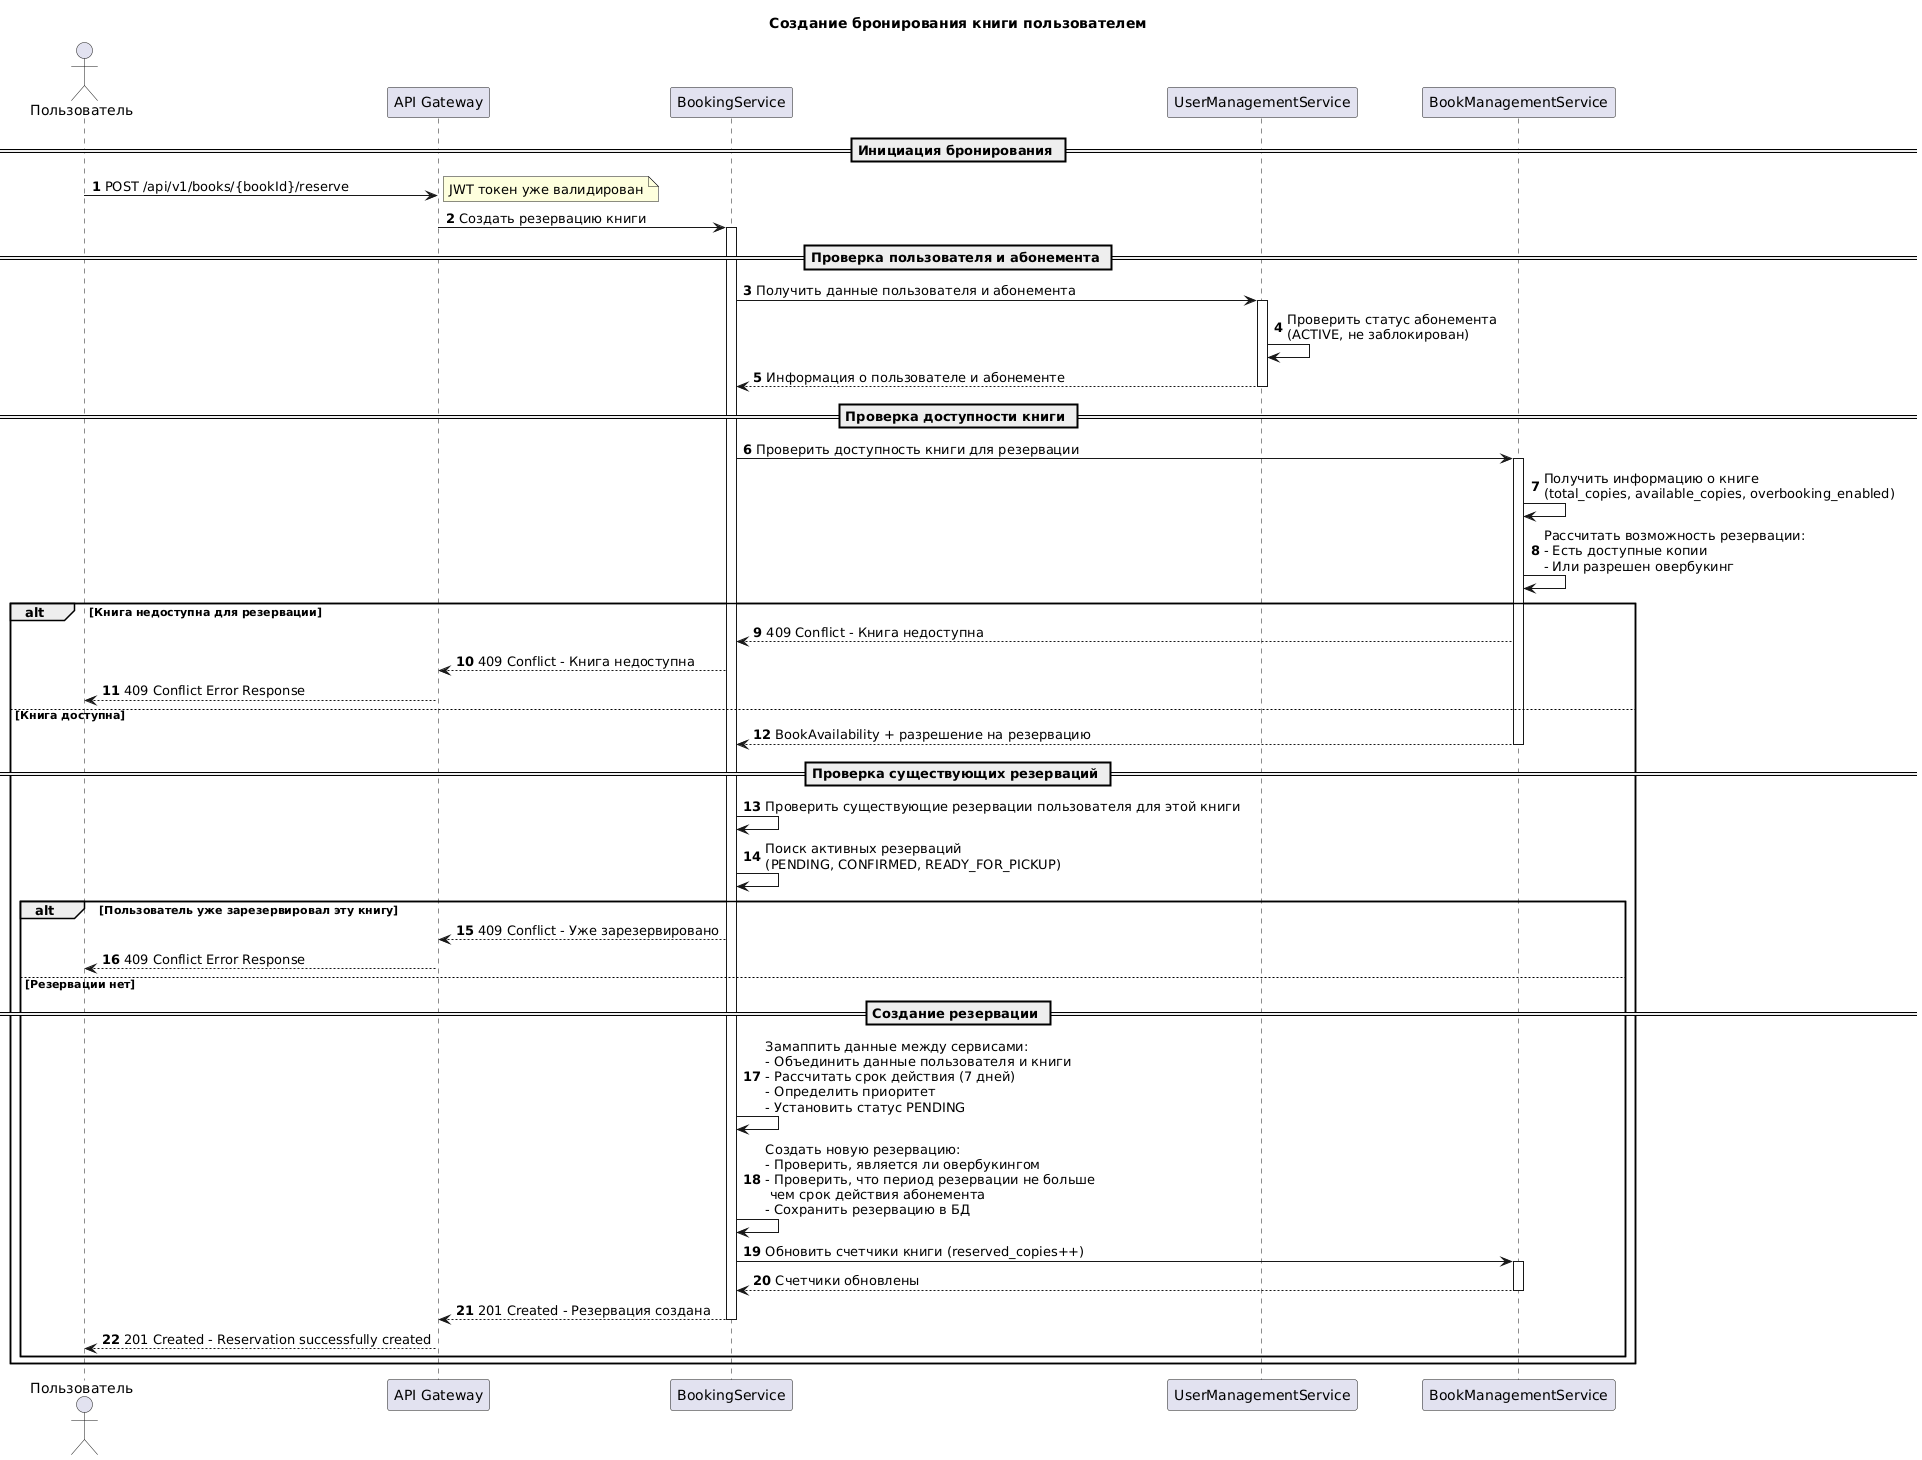 Создание бронирования книги пользователем
Пользователь
API Gateway
BookingService
UserManagementService
BookManagementService
Инициация бронирования
1 POST /api/v1/books/{bookId}/reserve
JWT токен уже валидирован
2 Создать резервацию книги
Проверка пользователя и абонемента
3 Получить данные пользователя и абонемента
4 Проверить статус абонемента
(ACTIVE, не заблокирован)
5 Информация о пользователе и абонементе
Проверка доступности книги
6 Проверить доступность книги для резервации
7 Получить информацию о книге
(total_copies, available_copies, overbooking_enabled)
Рассчитать возможность резервации:
8 - Есть доступные копии
- Или разрешен овербукинг
alt [Книга недоступна для резервации]
9 409 Conflict - Книга недоступна
10 409 Conflict - Книга недоступна
11 409 Conflict Error Response
[Книга доступна]
12 BookAvailability + разрешение на резервацию
Проверка существующих резерваций
13 Проверить существующие резервации пользователя для этой книги
14 Поиск активных резерваций
(PENDING, CONFIRMED, READY_FOR_PICKUP)
alt [Пользователь уже зарезервировал эту книгу]
15 409 Conflict - Уже зарезервировано
16 409 Conflict Error Response
[Резервации нет]
Создание резервации
Замаппить данные между сервисами:
- Объединить данные пользователя и книги
17 - Рассчитать срок действия (7 дней)
- Определить приоритет
- Установить статус PENDING
Создать новую резервацию:
- Проверить, является ли овербукингом
18 - Проверить, что период резервации не больше
чем срок действия абонемента
- Сохранить резервацию в БД
19 Обновить счетчики книги (reserved_copies++)
20 Счетчики обновлены
21 201 Created - Резервация создана
22 201 Created - Reservation successfully created
Пользователь
API Gateway
BookingService
UserManagementService
BookManagementService